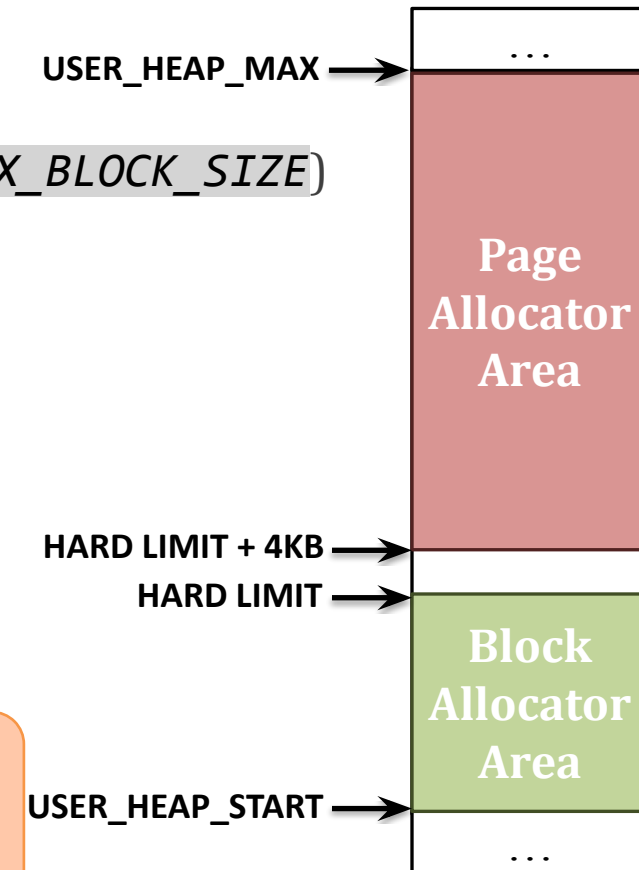 ...
USER_HEAP_MAX
X_BLOCK_SIZE)
Page
Allocator
Area
HARD LIMIT + 4KB
HARD LIMIT
Block
Allocator
Area
USER_HEAP_START
...